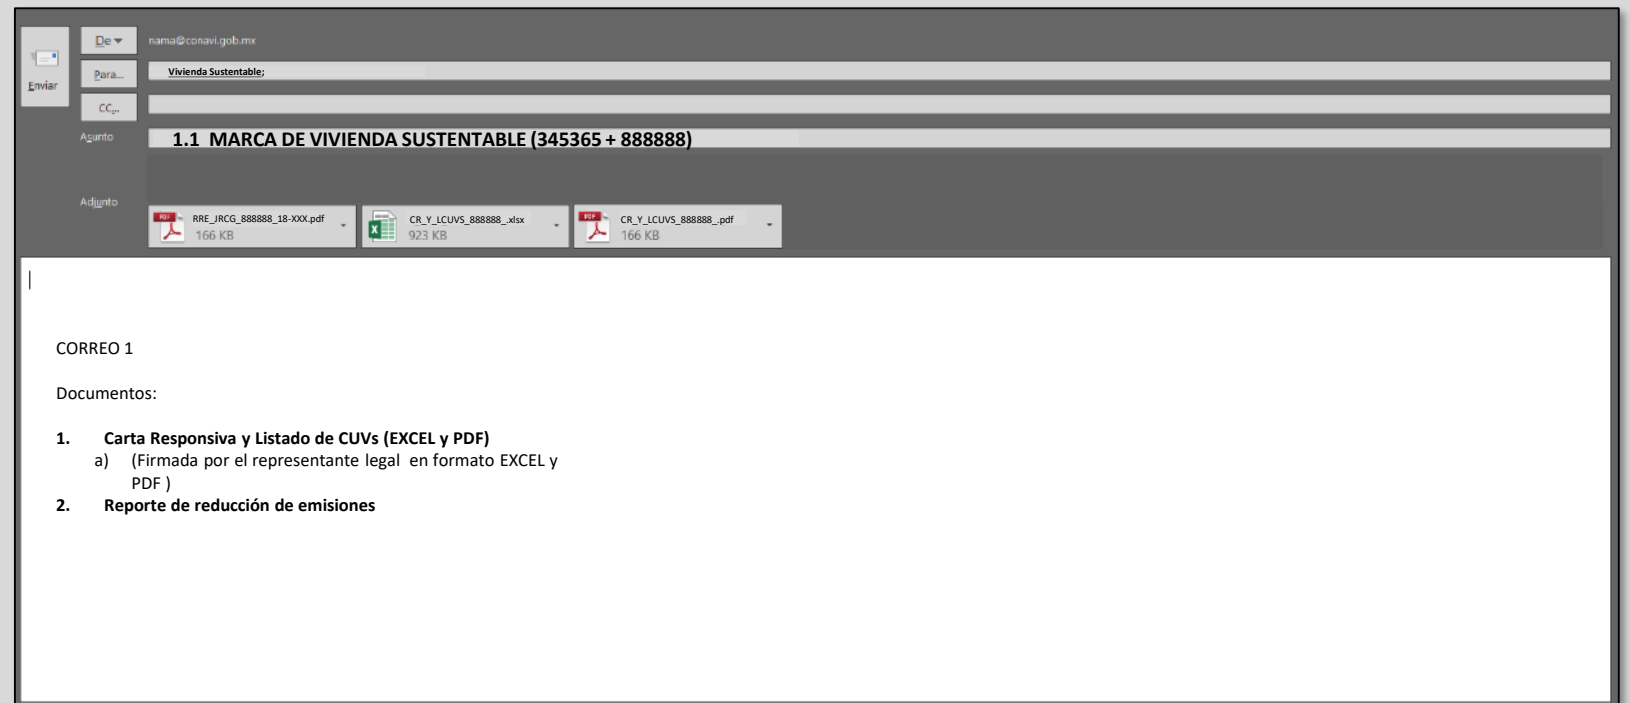 De
nama@conavi.gob.mx
Enviar
Para...
Vivienda Sustentable;
CC...
Asunto
1.1 MARCA DE VIVIENDA SUSTENTABLE (345365 + 888888)
Adjunto
RRE_JRCG_888888_18-XXX.pdf
166 KB
CR_Y_LCUVS_888888_.xlsx
923 KB
CR_Y_LCUVS_888888_.pdf
166 KB
CORREO 1
Documentos:
1. Carta Responsiva y Listado de CUVs (EXCEL y PDF)
a) (Firmada por el representante legal en formato EXCEL y
PDF )
2. Reporte de reducción de emisiones